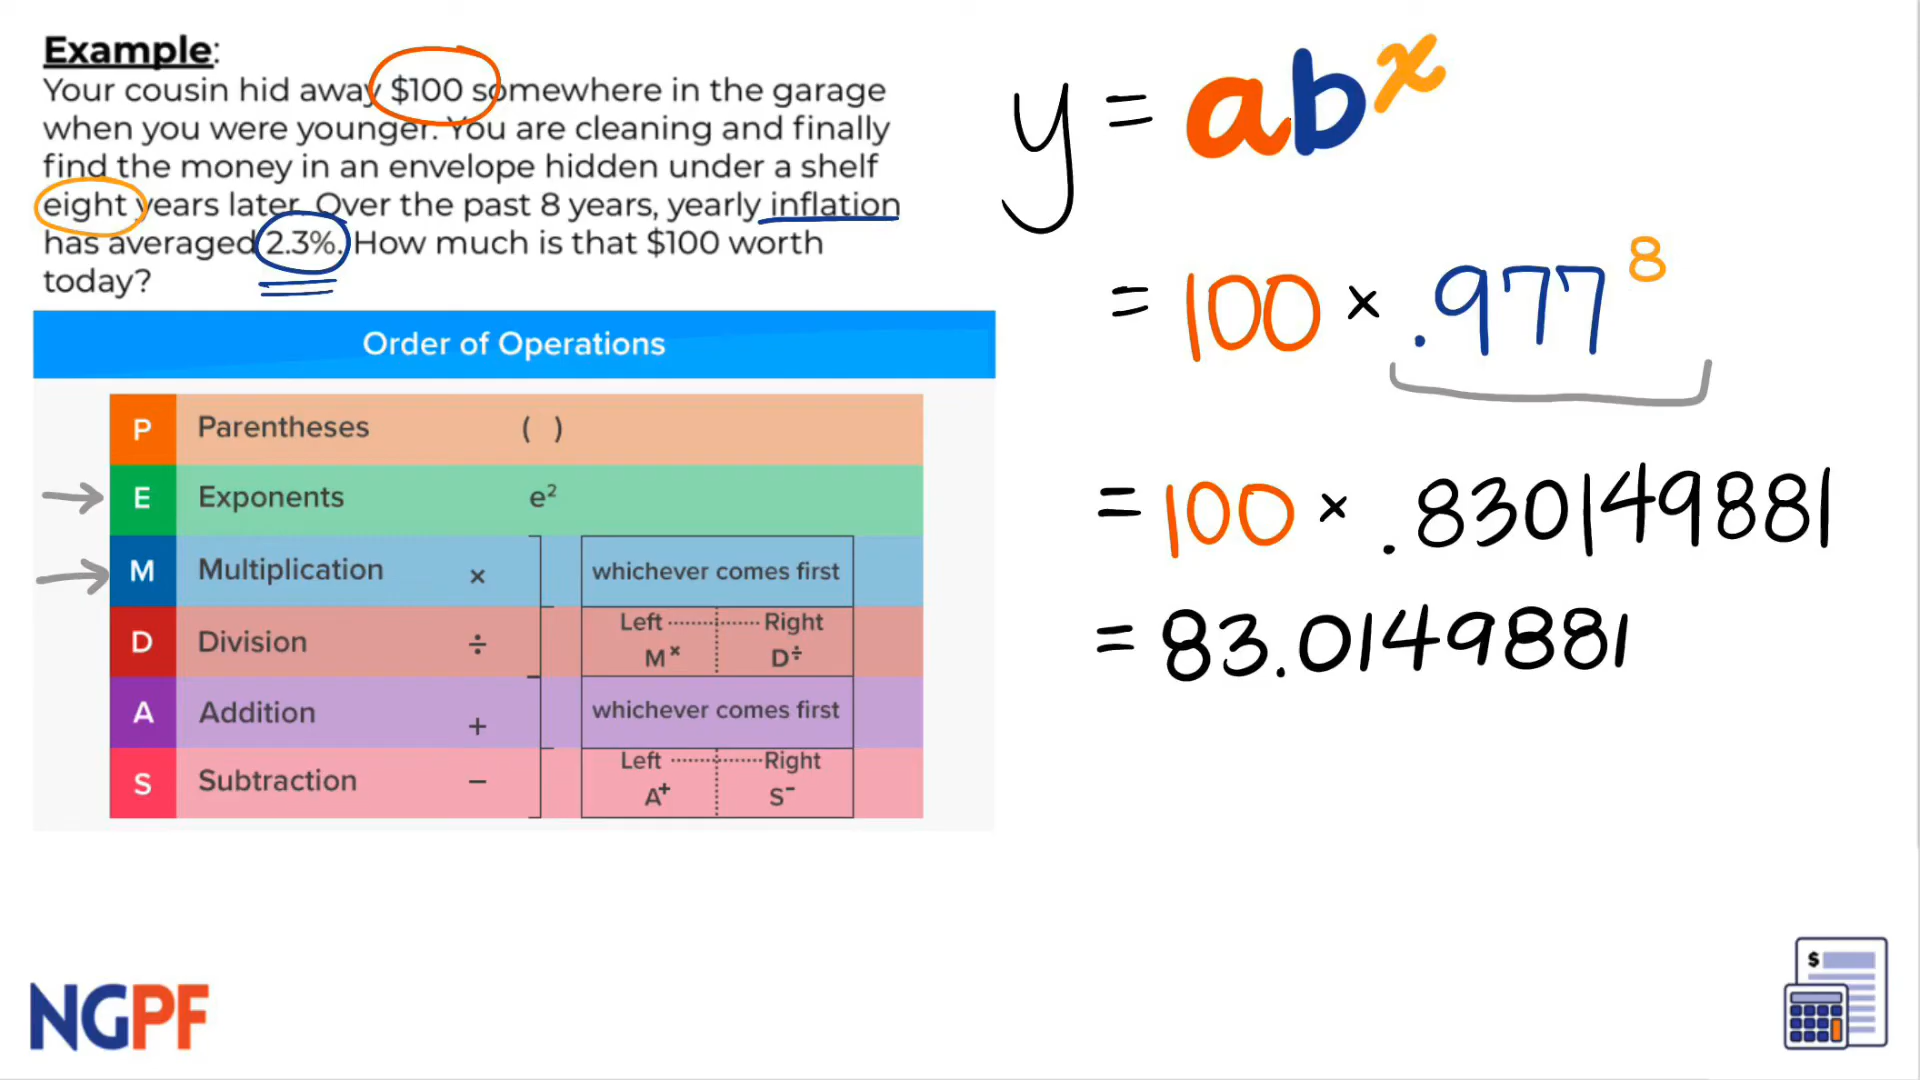 Example:
Your cousin hid away $100 somewhere in the garage
when you were younger. You are cleaning and finally
find the money in an envelope hidden under a shelf
eight years later. Over the past 8 years, yearly inflation
has averaged 2.3%. How much is that $100 worth
today?
Order of Operations
P Parentheses ( )
E Exponents e²
M Multiplication × whichever comes first
D Division ÷ Left Right
M× D÷
A Addition + whichever comes first
S Subtraction − Left Right
A+ S−
y = abˣ
= 100 × .977⁸
= 100 × .830149881
= 83.0149881
NGPF
$